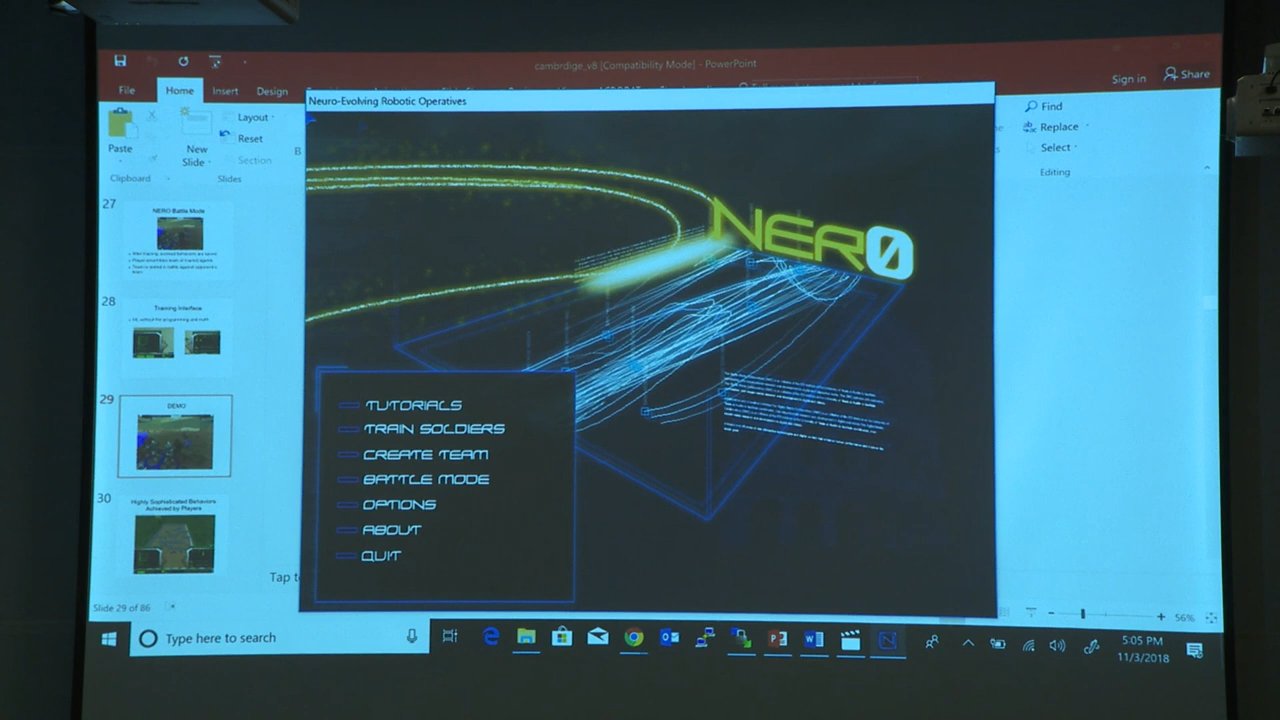 cambrdige_v8 [Compatibility Mode] - PowerPoint
Sign in
Share
File
Home
Insert
Design
Neuro-Evolving Robotic Operatives
Paste
New
Slide
Layout
Reset
Section
Clipboard
Slides
Find
Replace
Select
Editing
27
NERO Battle Mode
28
Training Interface
29
DEMO
30
Highly Sophisticated Behaviors
Achieved by Players
NERO
TUTORIALS
TRAIN SOLDIERS
CREATE TEAM
BATTLE MODE
OPTIONS
ABOUT
QUIT
Tap t
Slide 29 of 86
56%
Type here to search
5:05 PM
11/3/2018